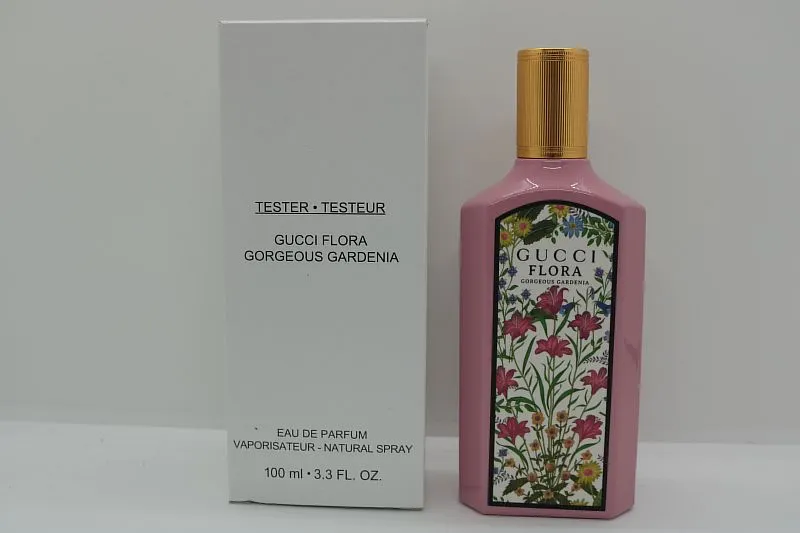 TESTER • TESTEUR
GUCCI FLORA
GORGEOUS GARDENIA
EAU DE PARFUM
VAPORISATEUR - NATURAL SPRAY
100 ml • 3.3 FL. OZ.
GUCCI
FLORA
GORGEOUS GARDENIA